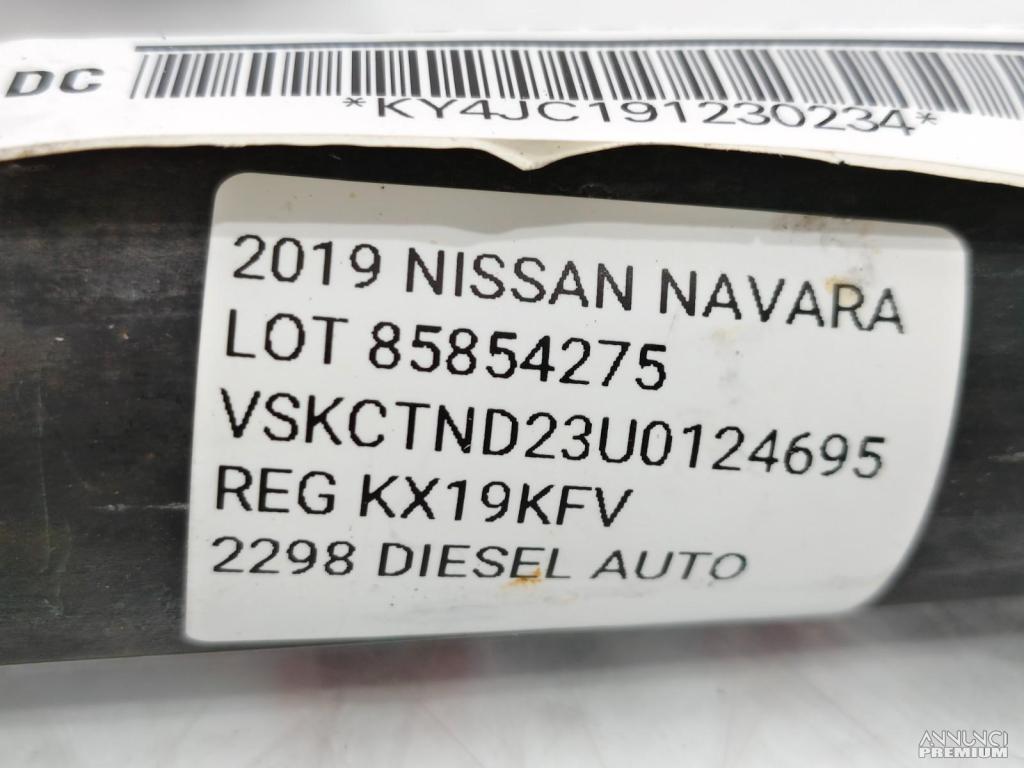 DC
*KY4JC191230234*
2019 NISSAN NAVARA
LOT 85854275
VSKCTND23U0124695
REG KX19KFV
2298 DIESEL AUTO
ANNUNCI
PREMIUM